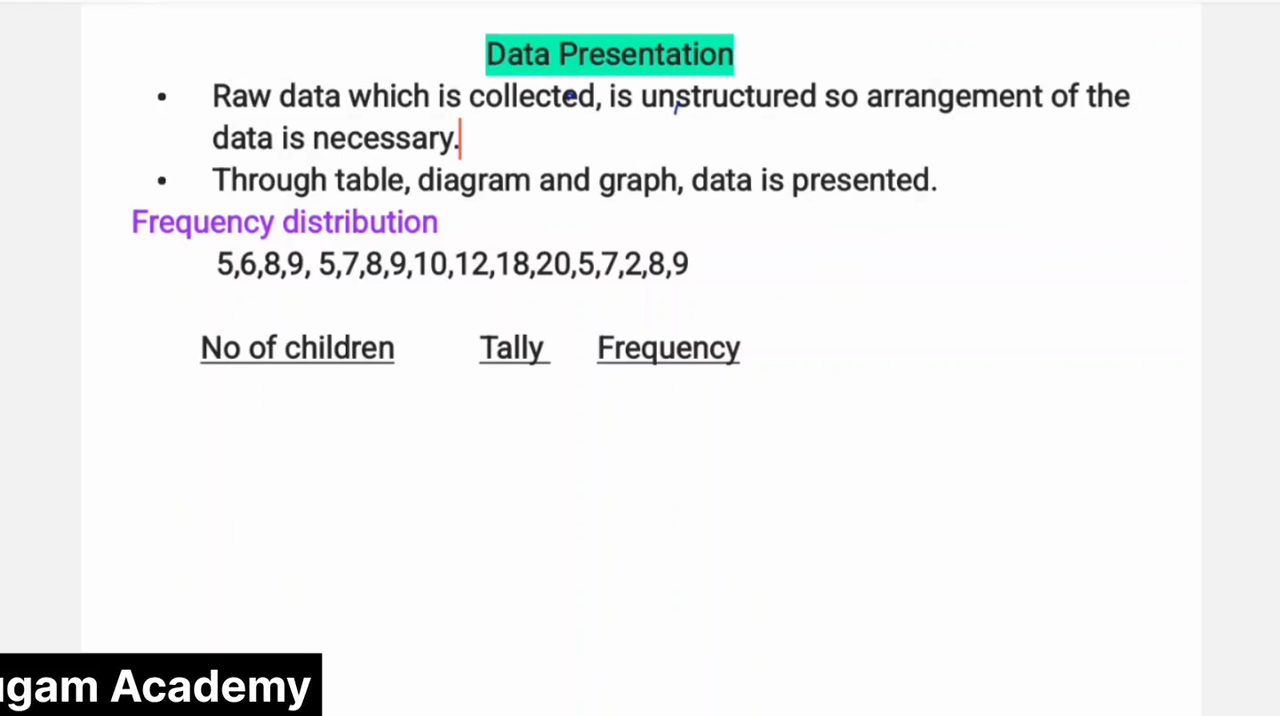 Data Presentation
• Raw data which is collected, is unstructured so arrangement of the
data is necessary.
• Through table, diagram and graph, data is presented.
Frequency distribution
5,6,8,9, 5,7,8,9,10,12,18,20,5,7,2,8,9
No of children Tally Frequency
ugam Academy